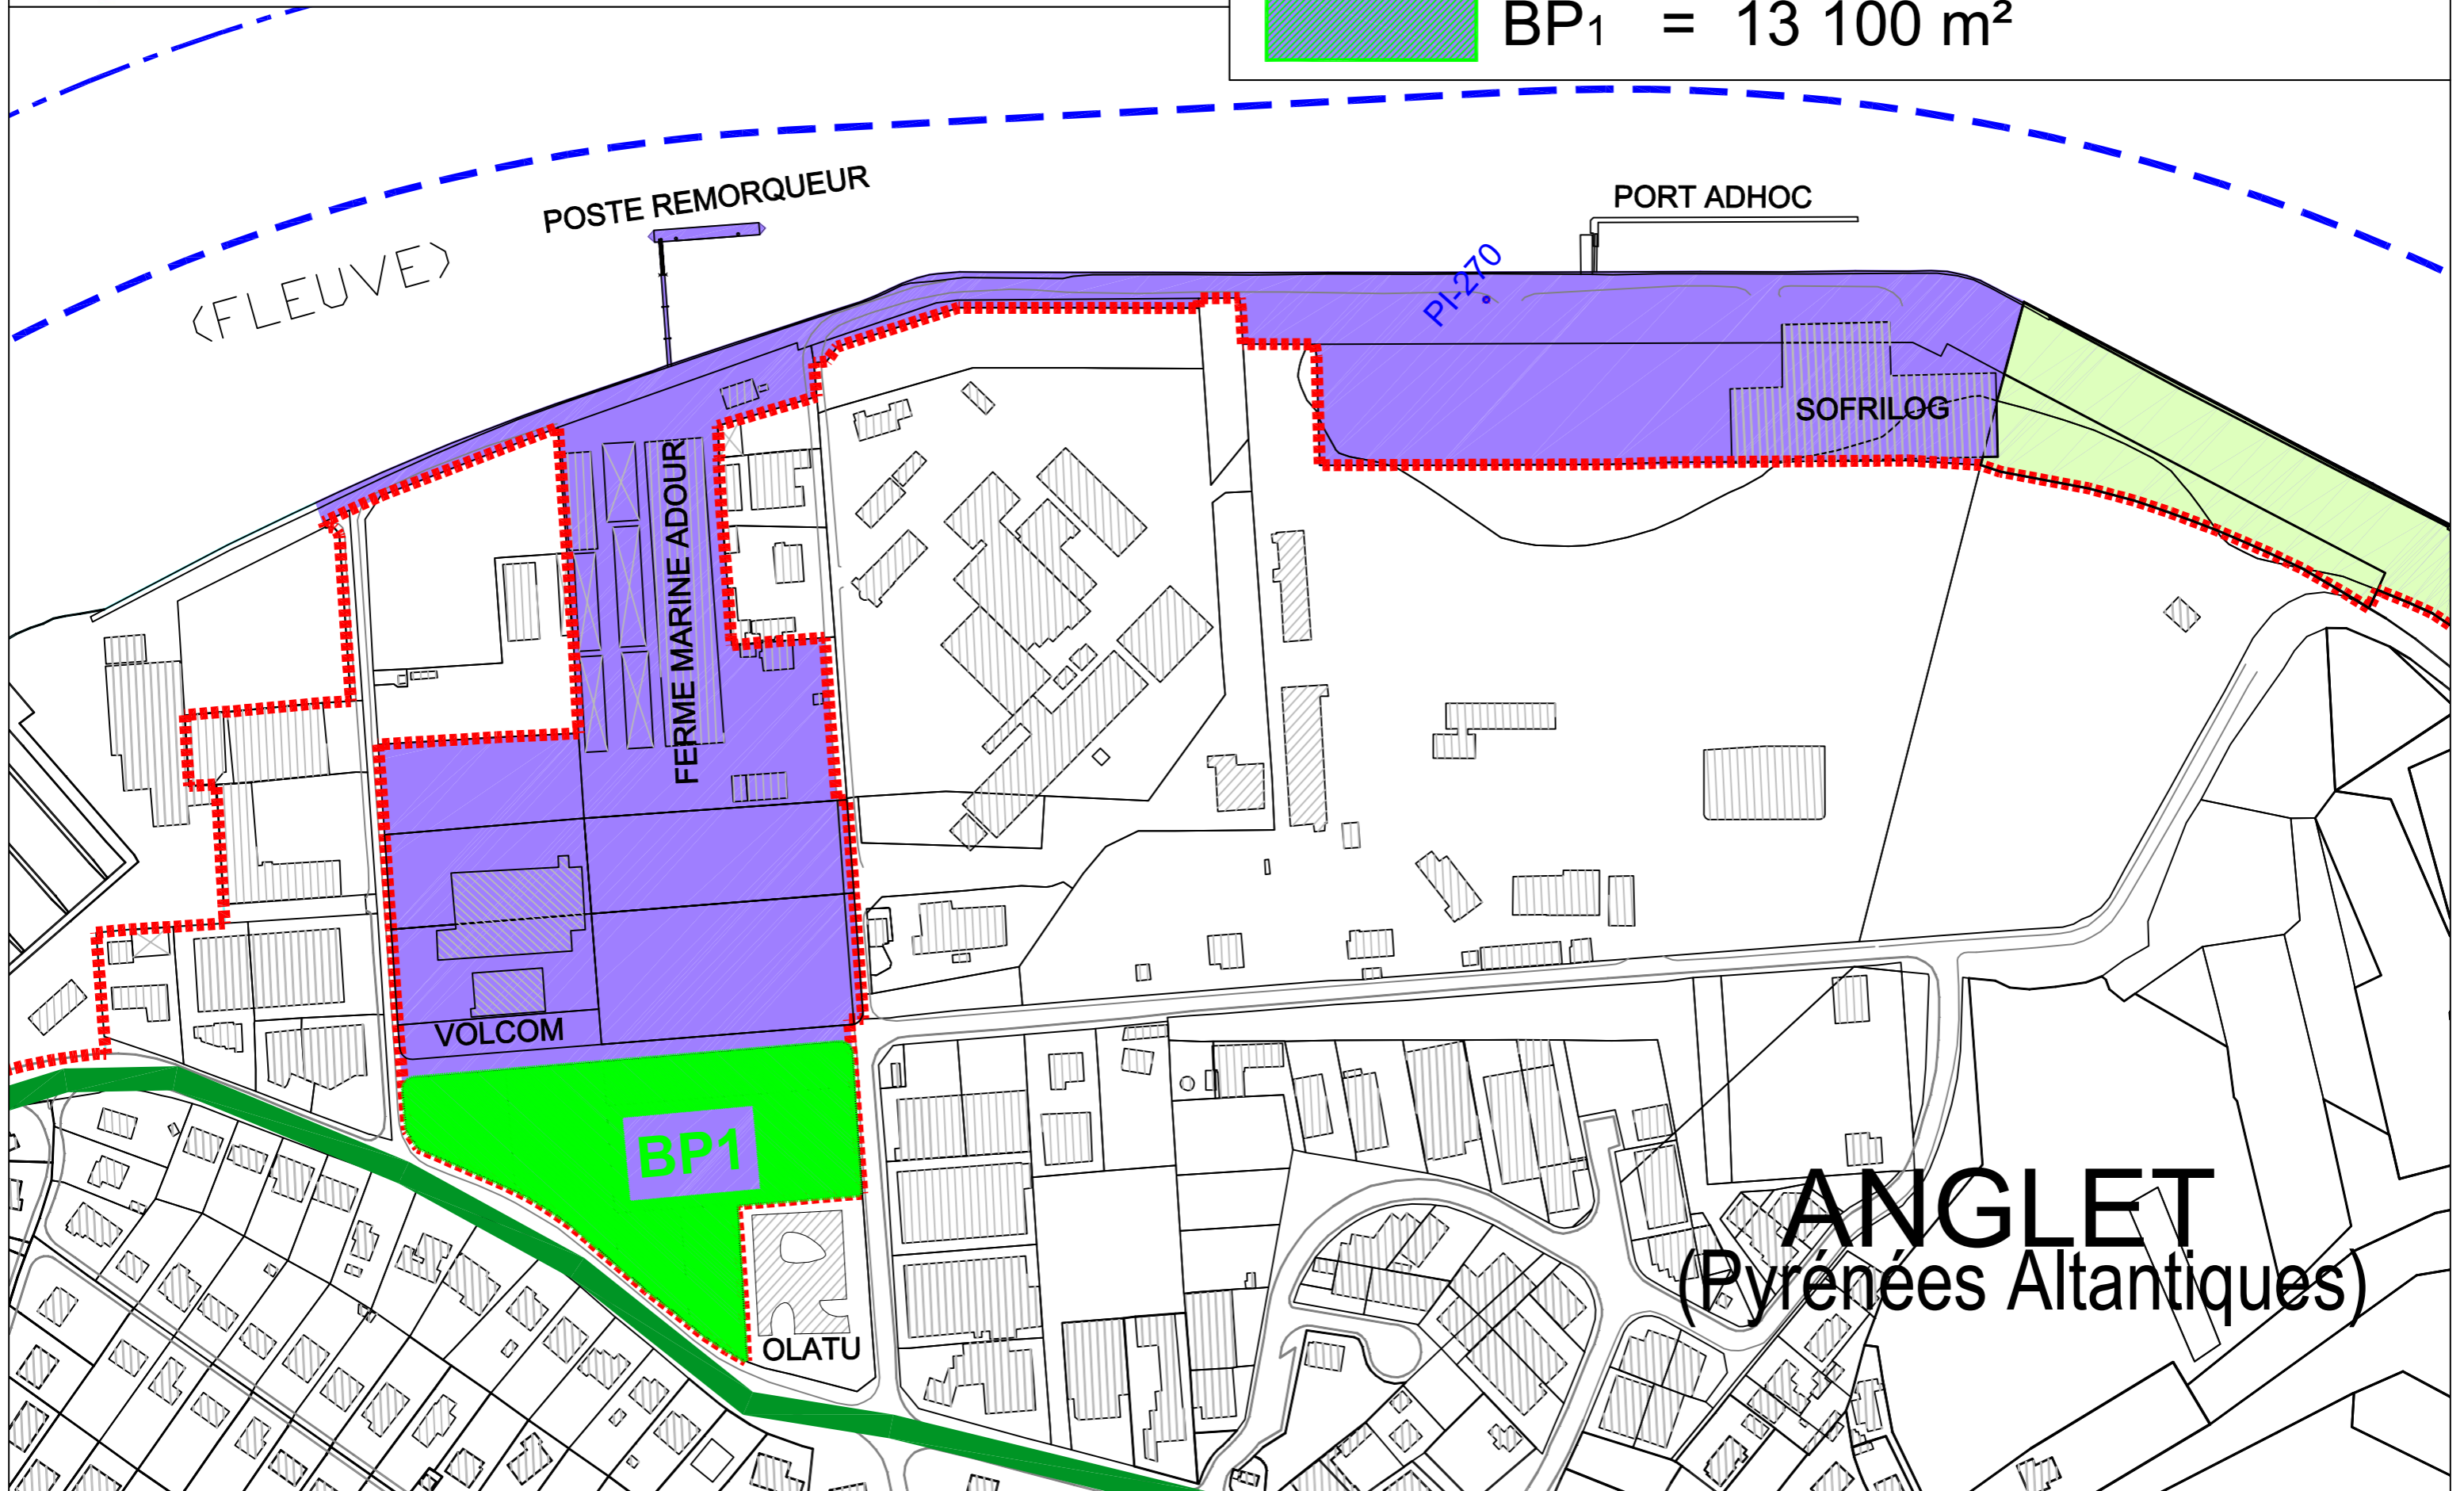 BP1 = 13 100 m²
POSTE REMORQUEUR
PORT ADHOC
(FLEUVE)
PI-270
SOFRILOG
FERME MARINE ADOUR
VOLCOM
BP1
OLATU
ANGLET
(Pyrénées Altantiques)